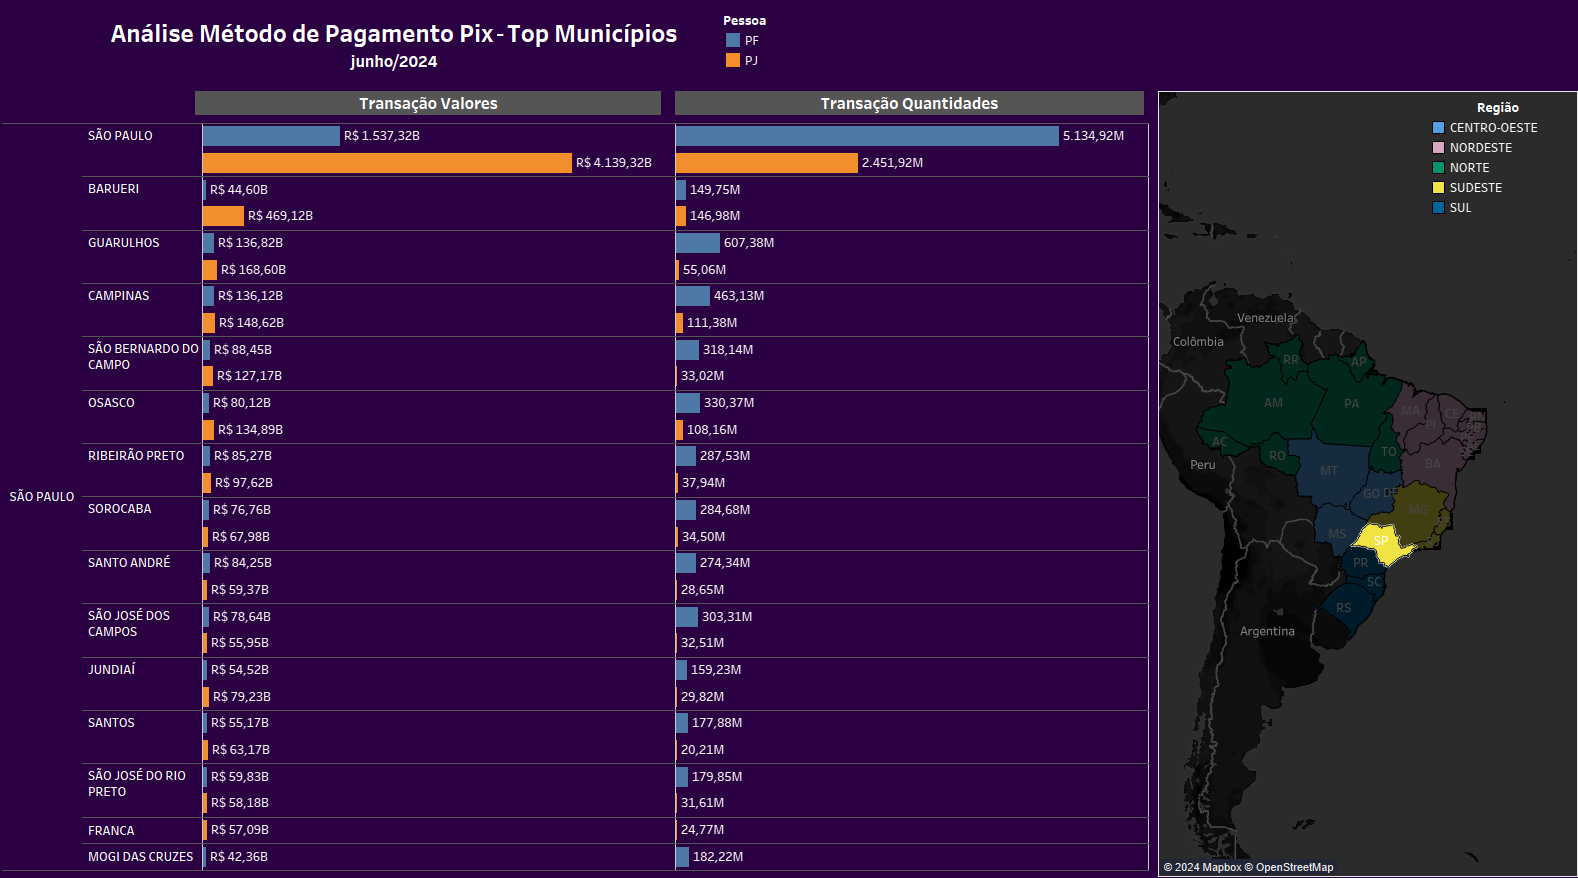 Análise Método de Pagamento Pix - Top Municípios
junho/2024
Pessoa
PF
PJ
Transação Valores
Transação Quantidades
SÃO PAULO
SÃO PAULO
R$ 1.537,32B
5.134,92M
R$ 4.139,32B
2.451,92M
BARUERI
R$ 44,60B
149,75M
R$ 469,12B
146,98M
GUARULHOS
R$ 136,82B
607,38M
R$ 168,60B
55,06M
CAMPINAS
R$ 136,12B
463,13M
R$ 148,62B
111,38M
SÃO BERNARDO DO
CAMPO
R$ 88,45B
318,14M
R$ 127,17B
33,02M
OSASCO
R$ 80,12B
330,37M
R$ 134,89B
108,16M
RIBEIRÃO PRETO
R$ 85,27B
287,53M
R$ 97,62B
37,94M
SOROCABA
R$ 76,76B
284,68M
R$ 67,98B
34,50M
SANTO ANDRÉ
R$ 84,25B
274,34M
R$ 59,37B
28,65M
SÃO JOSÉ DOS
CAMPOS
R$ 78,64B
303,31M
R$ 55,95B
32,51M
JUNDIAÍ
R$ 54,52B
159,23M
R$ 79,23B
29,82M
SANTOS
R$ 55,17B
177,88M
R$ 63,17B
20,21M
SÃO JOSÉ DO RIO
PRETO
R$ 59,83B
179,85M
R$ 58,18B
31,61M
FRANCA
R$ 57,09B
24,77M
MOGI DAS CRUZES
R$ 42,36B
182,22M
Região
CENTRO-OESTE
NORDESTE
NORTE
SUDESTE
SUL
Venezuela
Colômbia
RR
AP
AM
PA
MA
CE
PI
AC
RO
TO
BA
Peru
MT
GO
MG
MS
SP
PR
SC
RS
Argentina
© 2024 Mapbox © OpenStreetMap